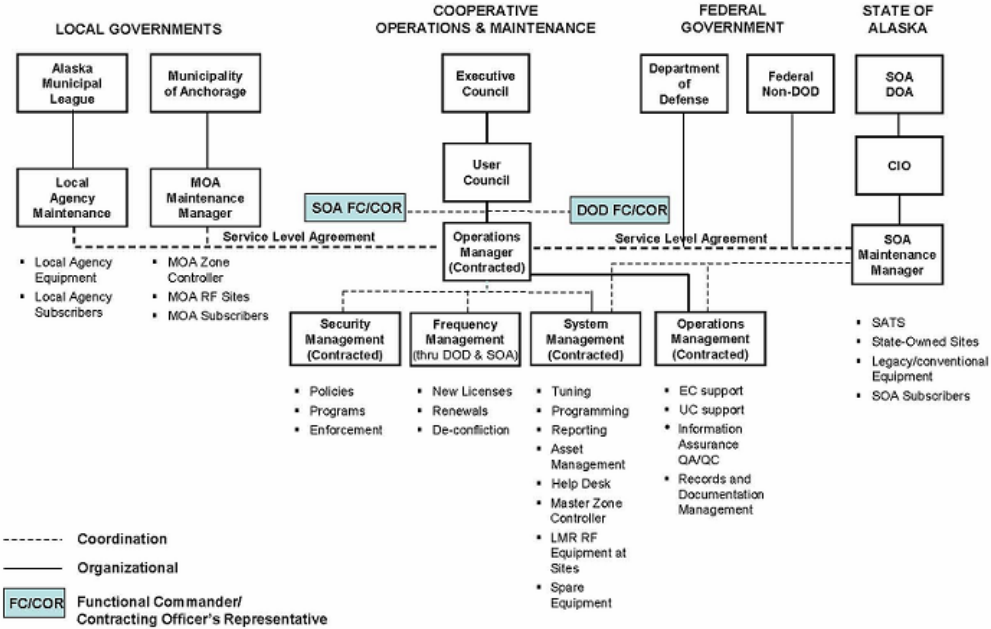 LOCAL GOVERNMENTS
COOPERATIVE
OPERATIONS & MAINTENANCE
FEDERAL
GOVERNMENT
STATE OF
ALASKA
Alaska
Municipal
League
Municipality
of Anchorage
Executive
Council
Department
of
Defense
Federal
Non-DOD
SOA
DOA
User
Council
CIO
Local
Agency
Maintenance
MOA
Maintenance
Manager
SOA FC/COR
DOD FC/COR
Service Level Agreement
Operations
Manager
(Contracted)
Service Level Agreement
SOA
Maintenance
Manager
▪ Local Agency
Equipment
▪ Local Agency
Subscribers
▪ MOA Zone
Controller
▪ MOA RF Sites
▪ MOA Subscribers
Security
Management
(Contracted)
Frequency
Management
(thru DOD & SOA)
System
Management
(Contracted)
Operations
Management
(Contracted)
▪ SATS
▪ State-Owned Sites
▪ Legacy/conventional
Equipment
▪ SOA Subscribers
▪ Policies
▪ Programs
▪ Enforcement
▪ New Licenses
▪ Renewals
▪ De-confliction
▪ Tuning
▪ Programming
▪ Reporting
▪ Asset
Management
▪ Help Desk
▪ Master Zone
Controller
▪ LMR RF
Equipment at
Sites
▪ Spare
Equipment
▪ EC support
▪ UC support
• Information
Assurance
QA/QC
▪ Records and
Documentation
Management
Coordination
Organizational
FC/COR
Functional Commander/
Contracting Officer's Representative